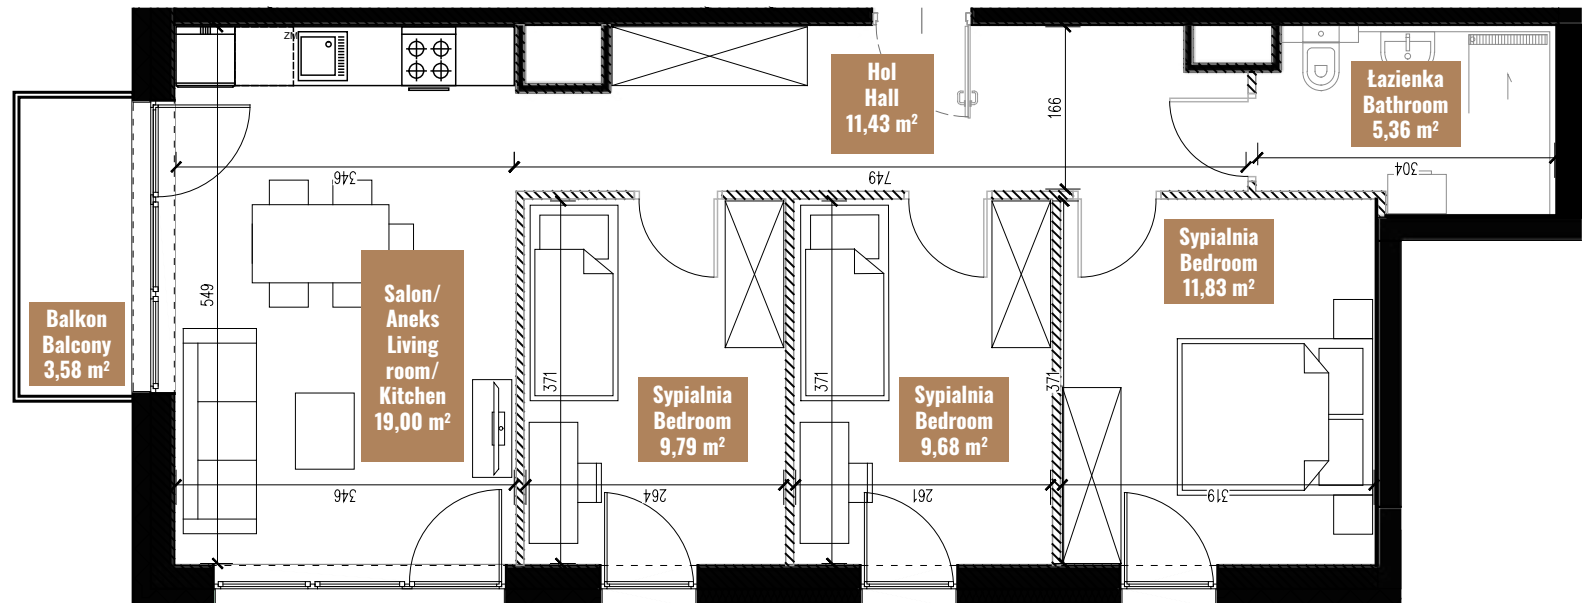 ZM
Hol
Hall
11,43 m²
Łazienka
Bathroom
5,36 m²
166
346
749
304
Sypialnia
Bedroom
11,83 m²
Salon/
Aneks
Living
room/
Kitchen
19,00 m²
549
Balkon
Balcony
3,58 m²
371
371
371
Sypialnia
Bedroom
9,79 m²
Sypialnia
Bedroom
9,68 m²
346
264
261
319